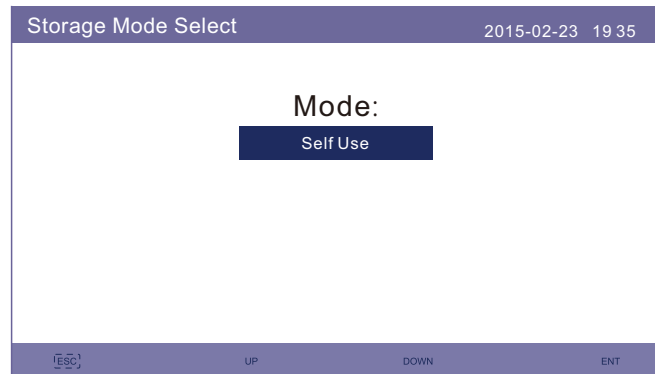 Storage Mode Select 2015-02-23 19 35
Mode:
Self Use
ESC UP DOWN ENT